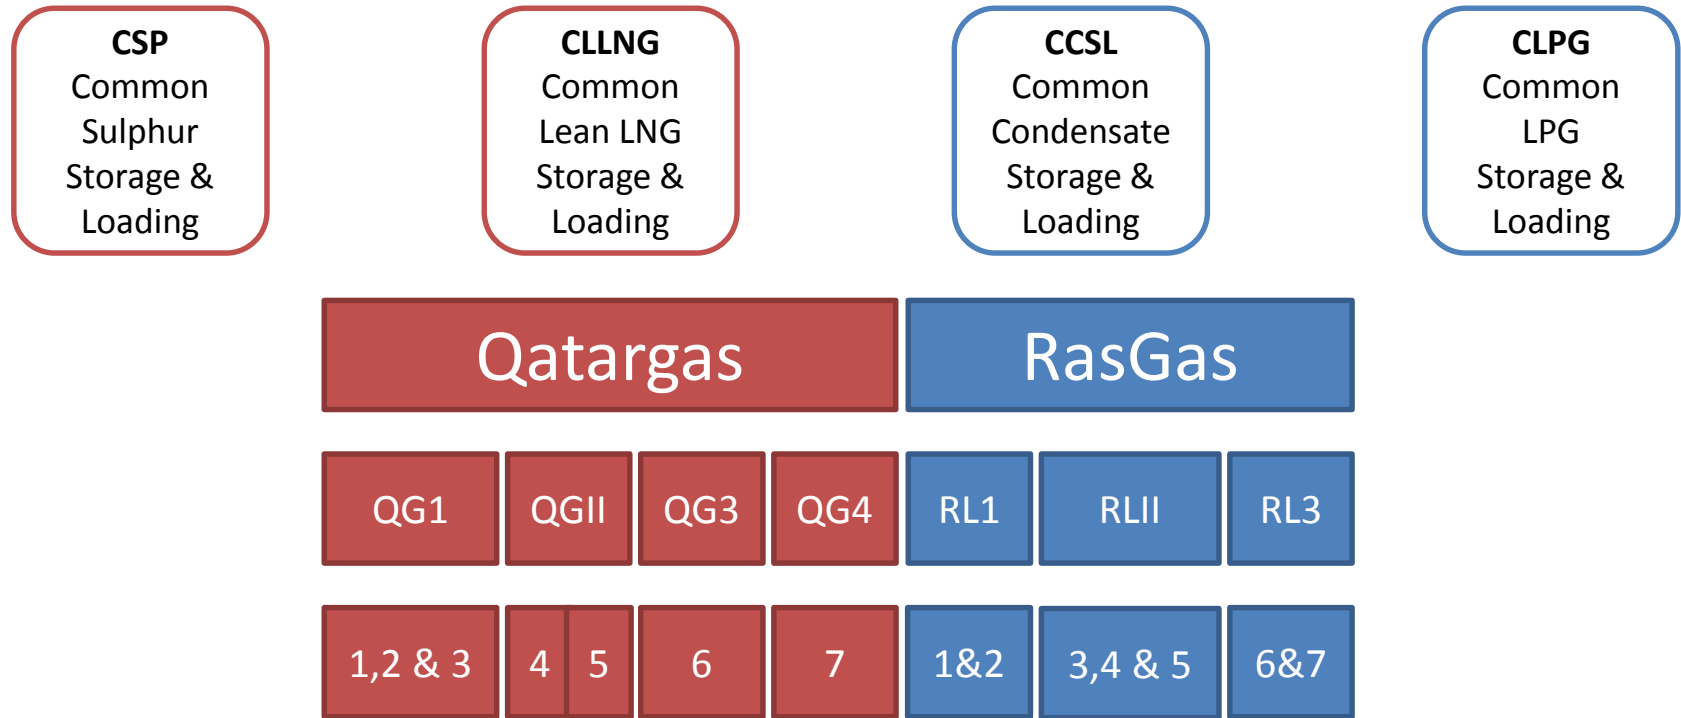 CSP
Common
Sulphur
Storage &
Loading
CLLNG
Common
Lean LNG
Storage &
Loading
CCSL
Common
Condensate
Storage &
Loading
CLPG
Common
LPG
Storage &
Loading
Qatargas
RasGas
QG1
QGII
QG3
QG4
RL1
RLII
RL3
1,2 & 3
4
5
6
7
1&2
3,4 & 5
6&7